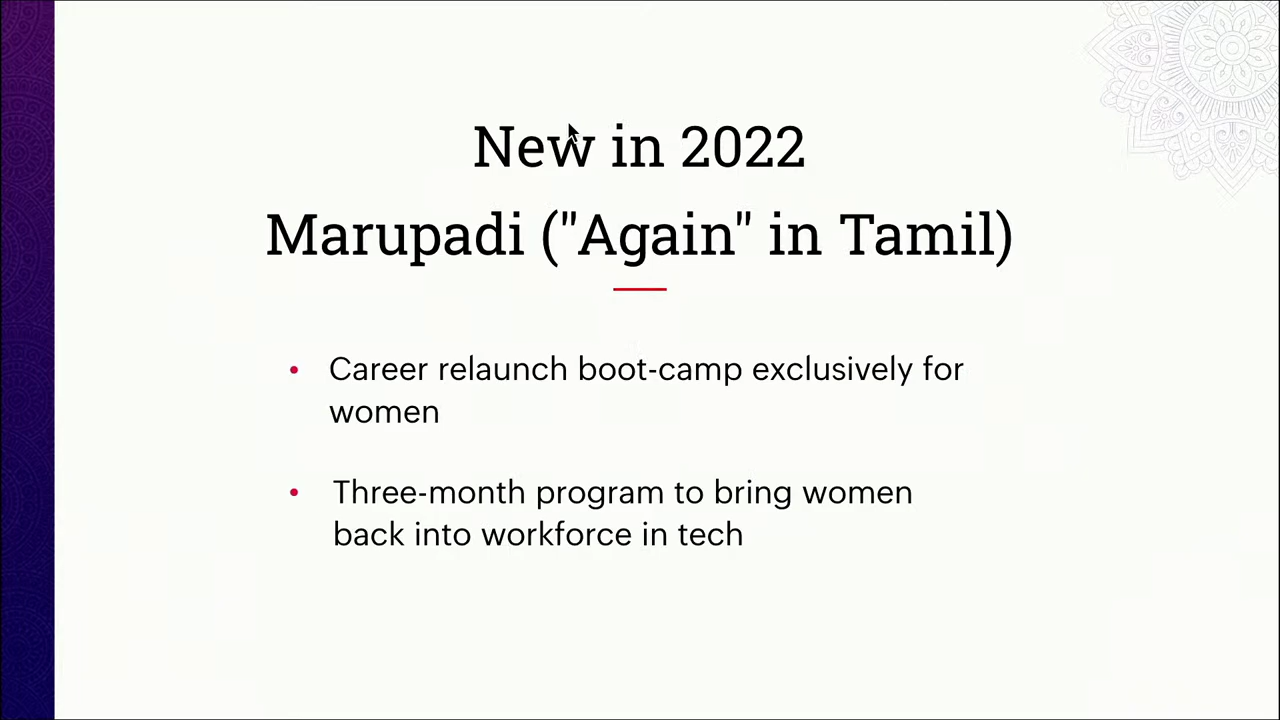 New in 2022
Marupadi ("Again" in Tamil)
• Career relaunch boot-camp exclusively for
women
• Three-month program to bring women
back into workforce in tech